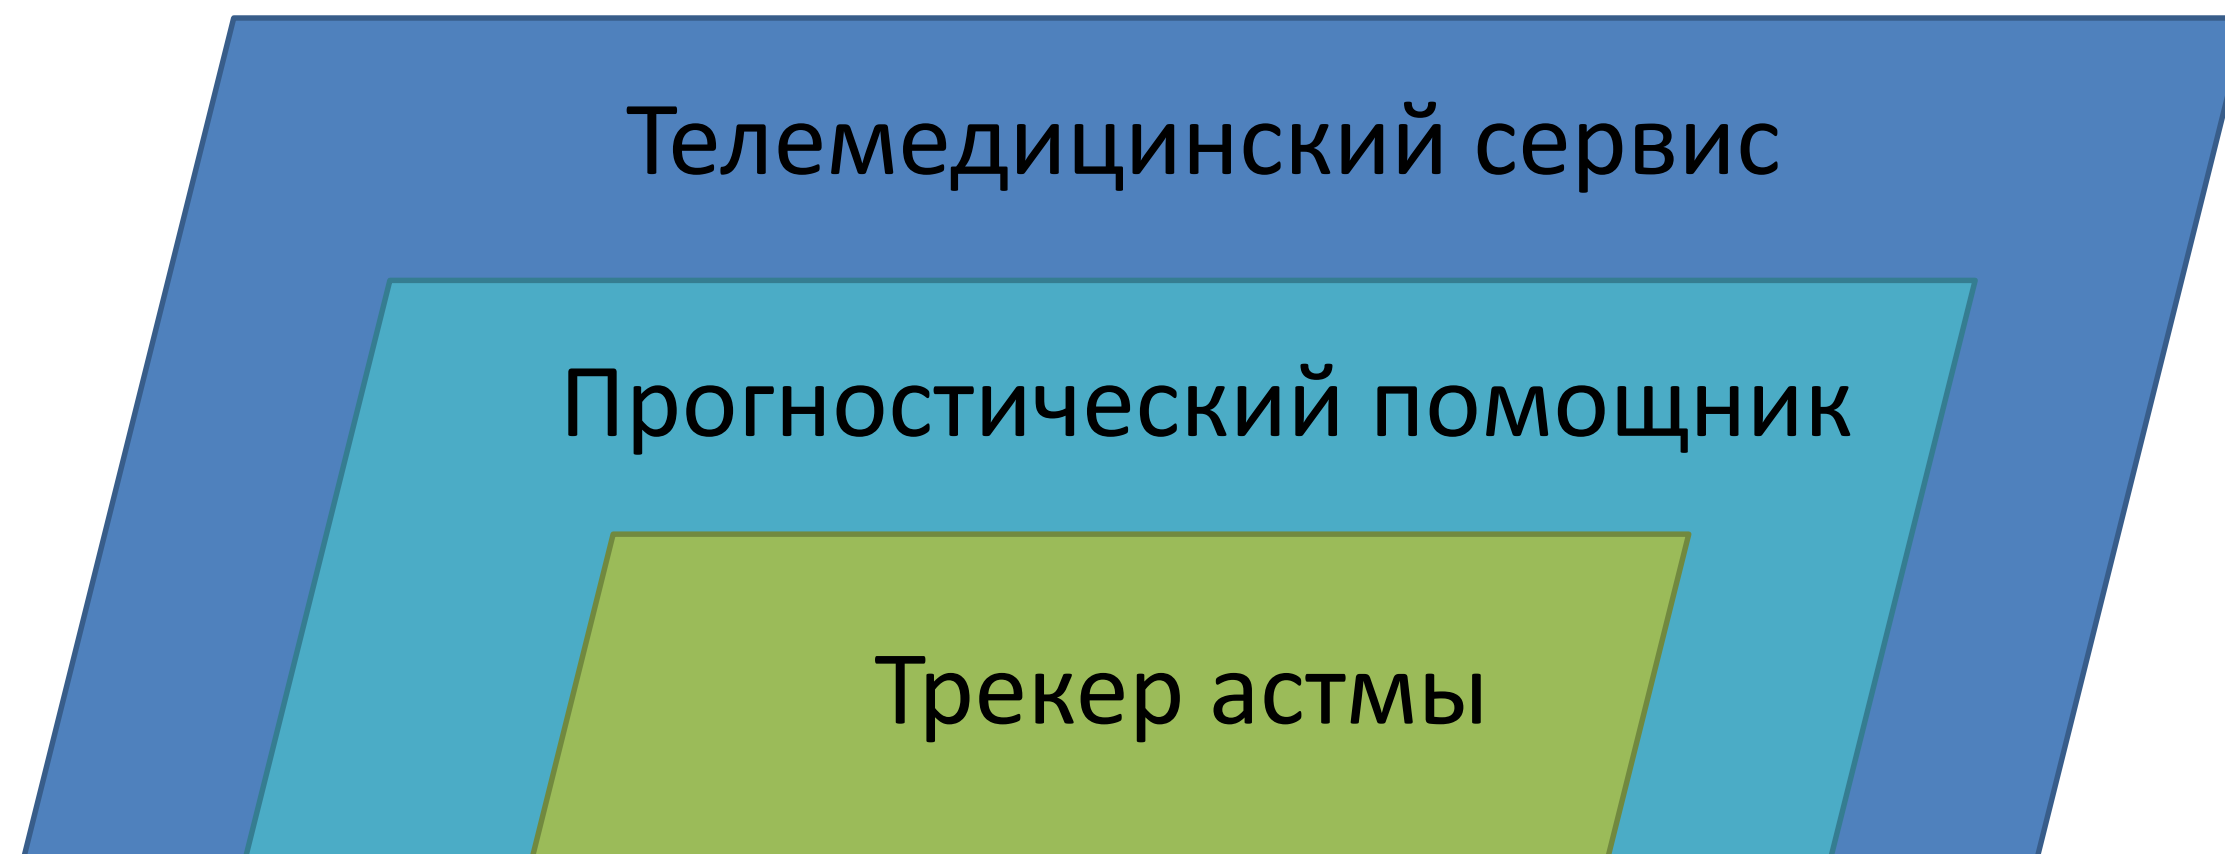 Телемедицинский сервис
Прогностический помощник
Трекер астмы